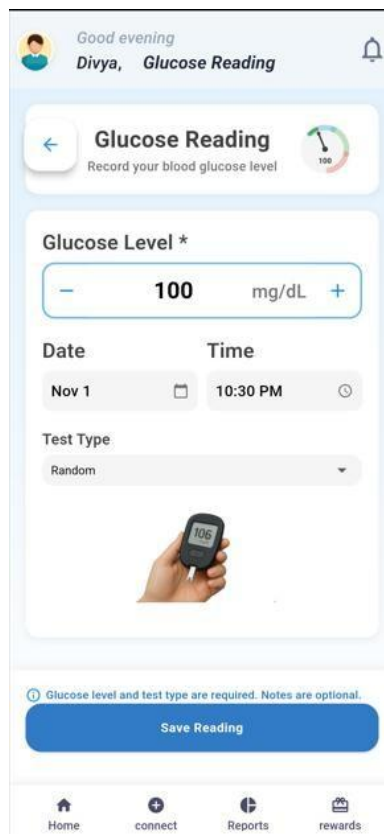 Good evening
Divya, Glucose Reading
Glucose Reading
Record your blood glucose level
100
Glucose Level *
− 100 mg/dL +
Date Time
Nov 1 10:30 PM
Test Type
Random
106
Glucose level and test type are required. Notes are optional.
Save Reading
Home connect Reports rewards